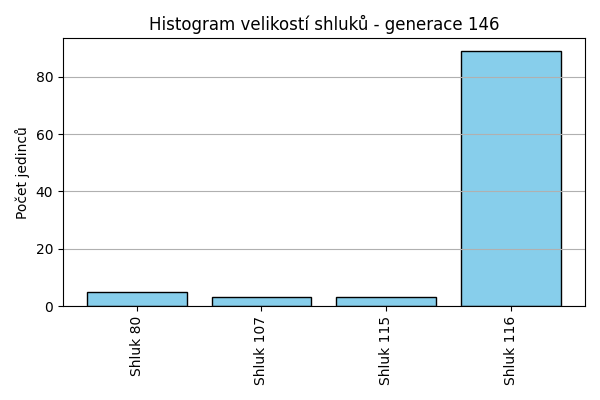 Histogram velikostí shluků - generace 146
Počet jedinců
80
60
40
20
0
Shluk 80
Shluk 107
Shluk 115
Shluk 116